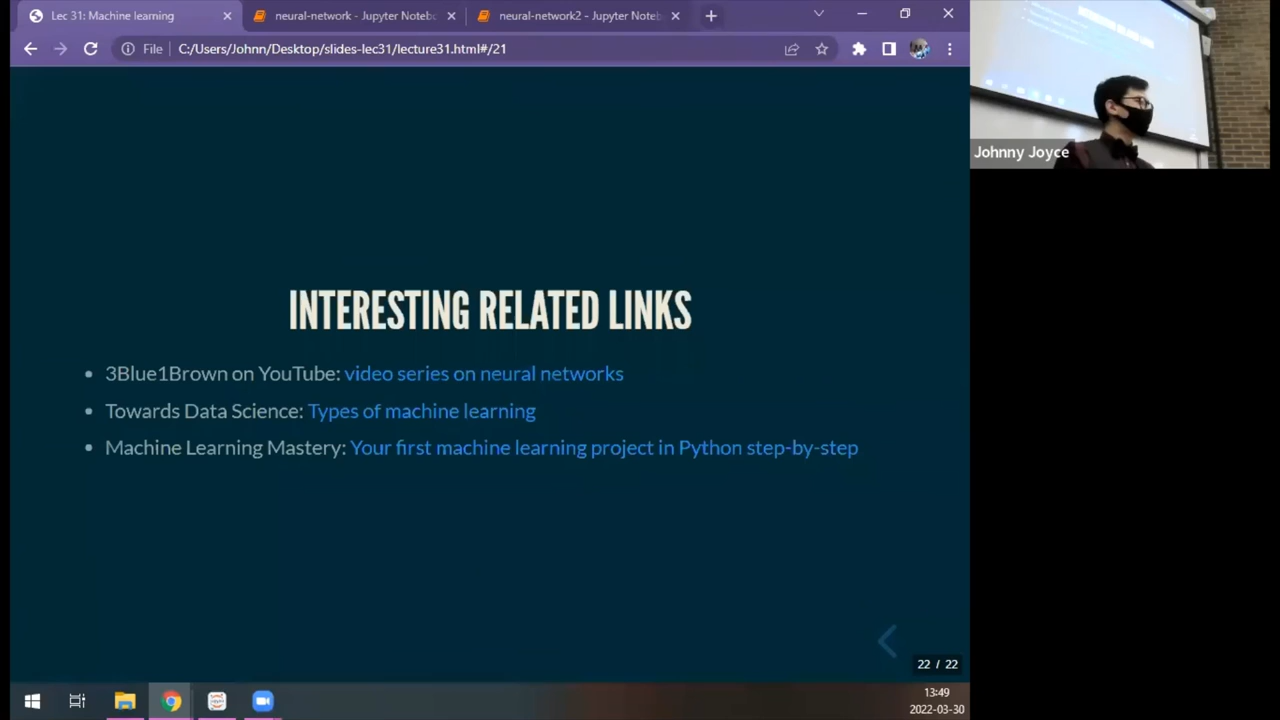 Lec 31: Machine learning
neural-network - Jupyter Noteb
neural-network2 - Jupyter Noteb
File
C:/Users/Johnn/Desktop/slides-lec31/lecture31.html#/21
INTERESTING RELATED LINKS
Johnny Joyce
INTERESTING RELATED LINKS
3Blue1Brown on YouTube: video series on neural networks
Towards Data Science: Types of machine learning
Machine Learning Mastery: Your first machine learning project in Python step-by-step
22 / 22
13:49
2022-03-30